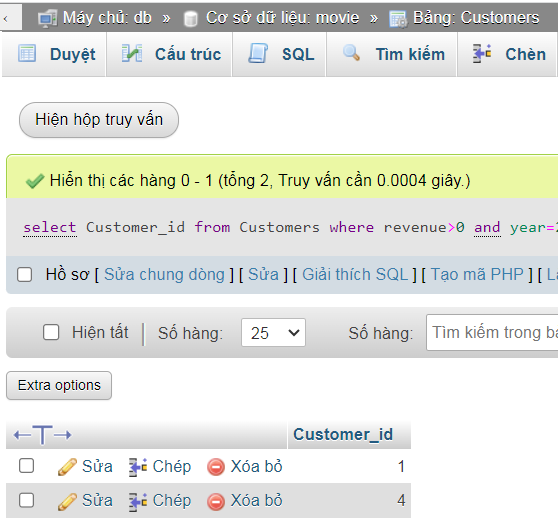 Máy chủ: db » Cơ sở dữ liệu: movie » Bảng: Customers
Duyệt Cấu trúc SQL Tìm kiếm Chèn
Hiện hộp truy vấn
Hiển thị các hàng 0 - 1 (tổng 2, Truy vấn cần 0.0004 giây.)
select Customer_id from Customers where revenue>0 and year=
Hồ sơ [ Sửa chung dòng ] [ Sửa ] [ Giải thích SQL ] [ Tạo mã PHP ] [
Hiện tất Số hàng: 25 Số hàng: Tìm kiếm trong
Extra options
←T→ Customer_id
Sửa Chép Xóa bỏ 1
Sửa Chép Xóa bỏ 4